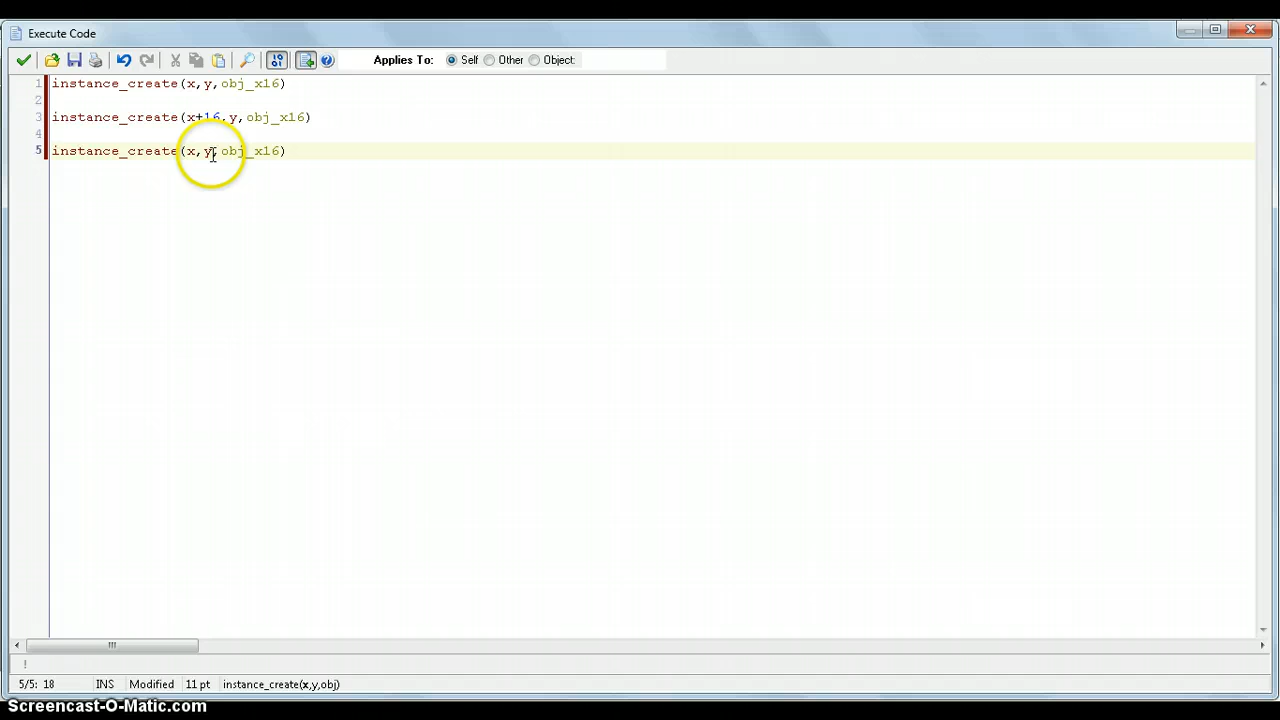 Execute Code
Applies To: Self Other Object:
1 instance_create(x,y,obj_x16)
2
3 instance_create(x+16,y,obj_x16)
4
5 instance_create(x,y,obj_x16)
!
5/5: 18 INS Modified 11 pt instance_create(x,y,obj)
Screencast-O-Matic.com